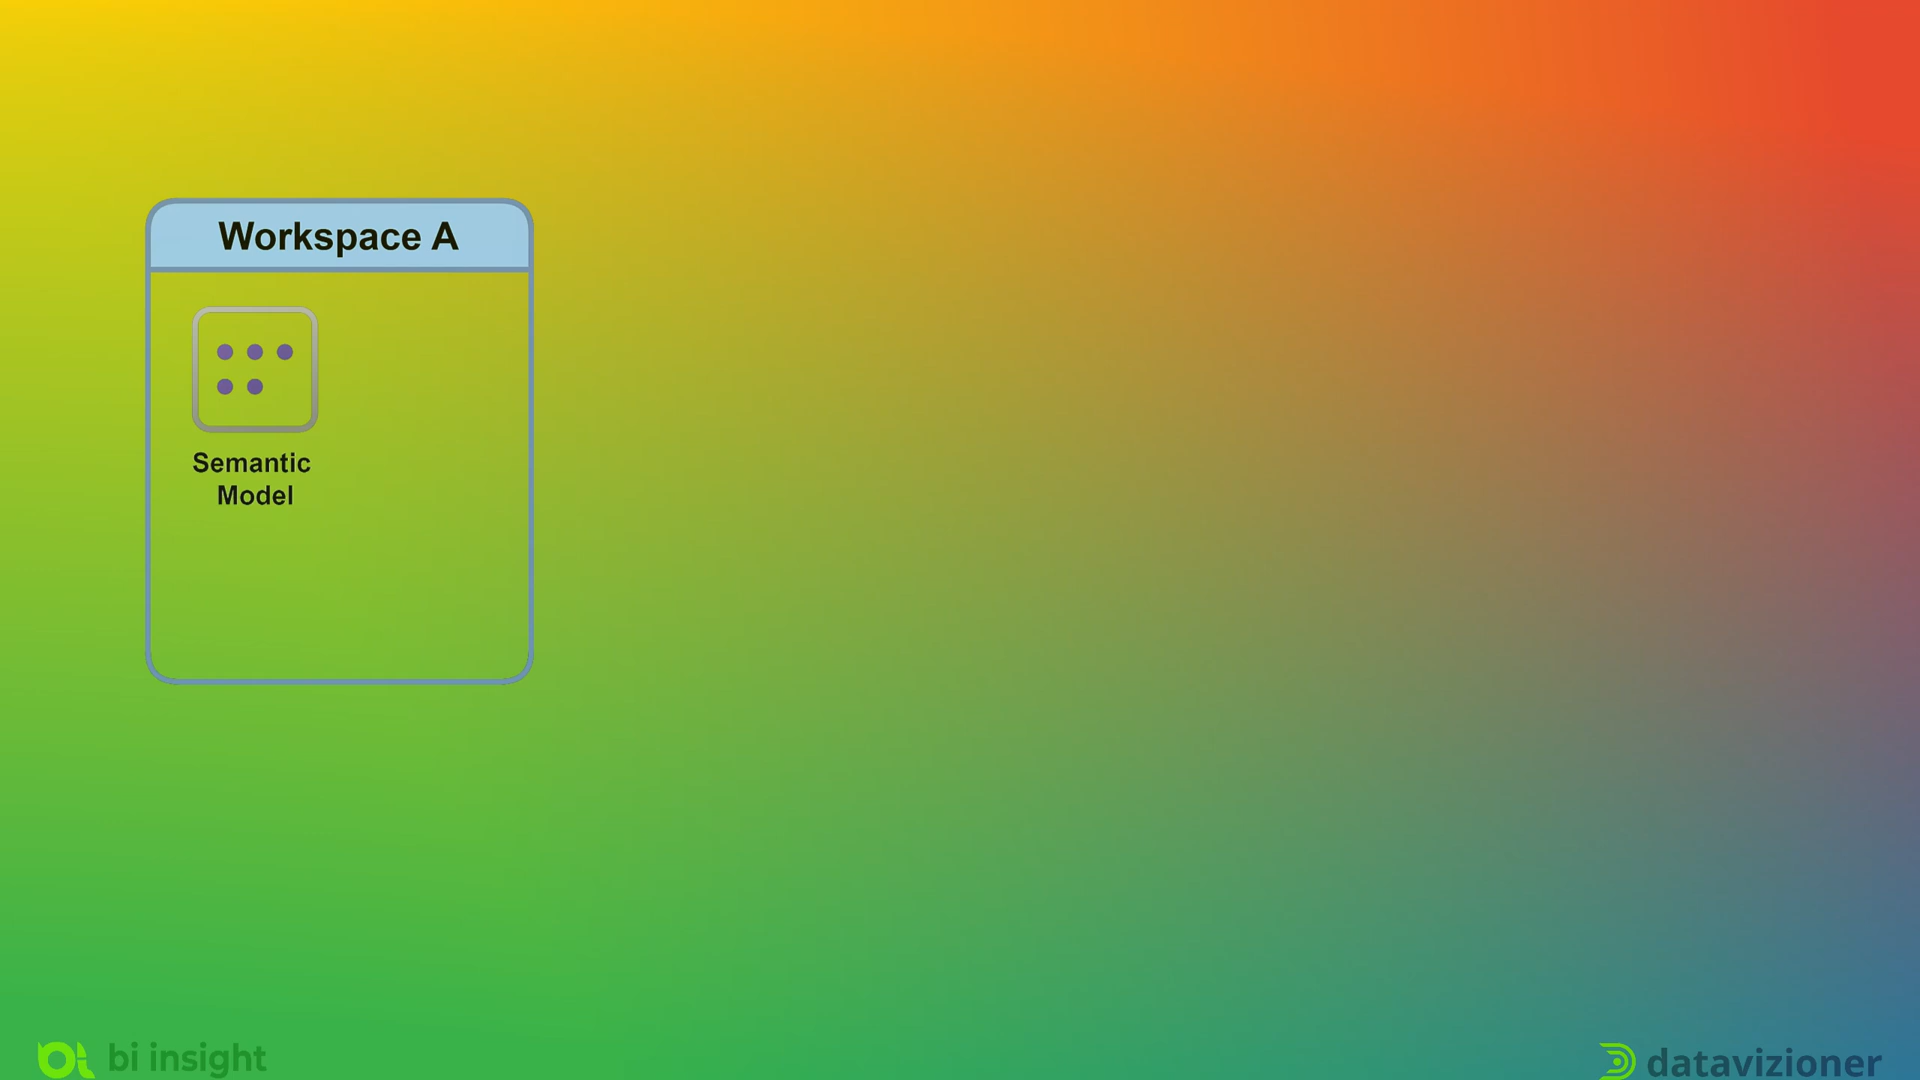 Workspace A
Semantic
Model
bi insight
datavizioner